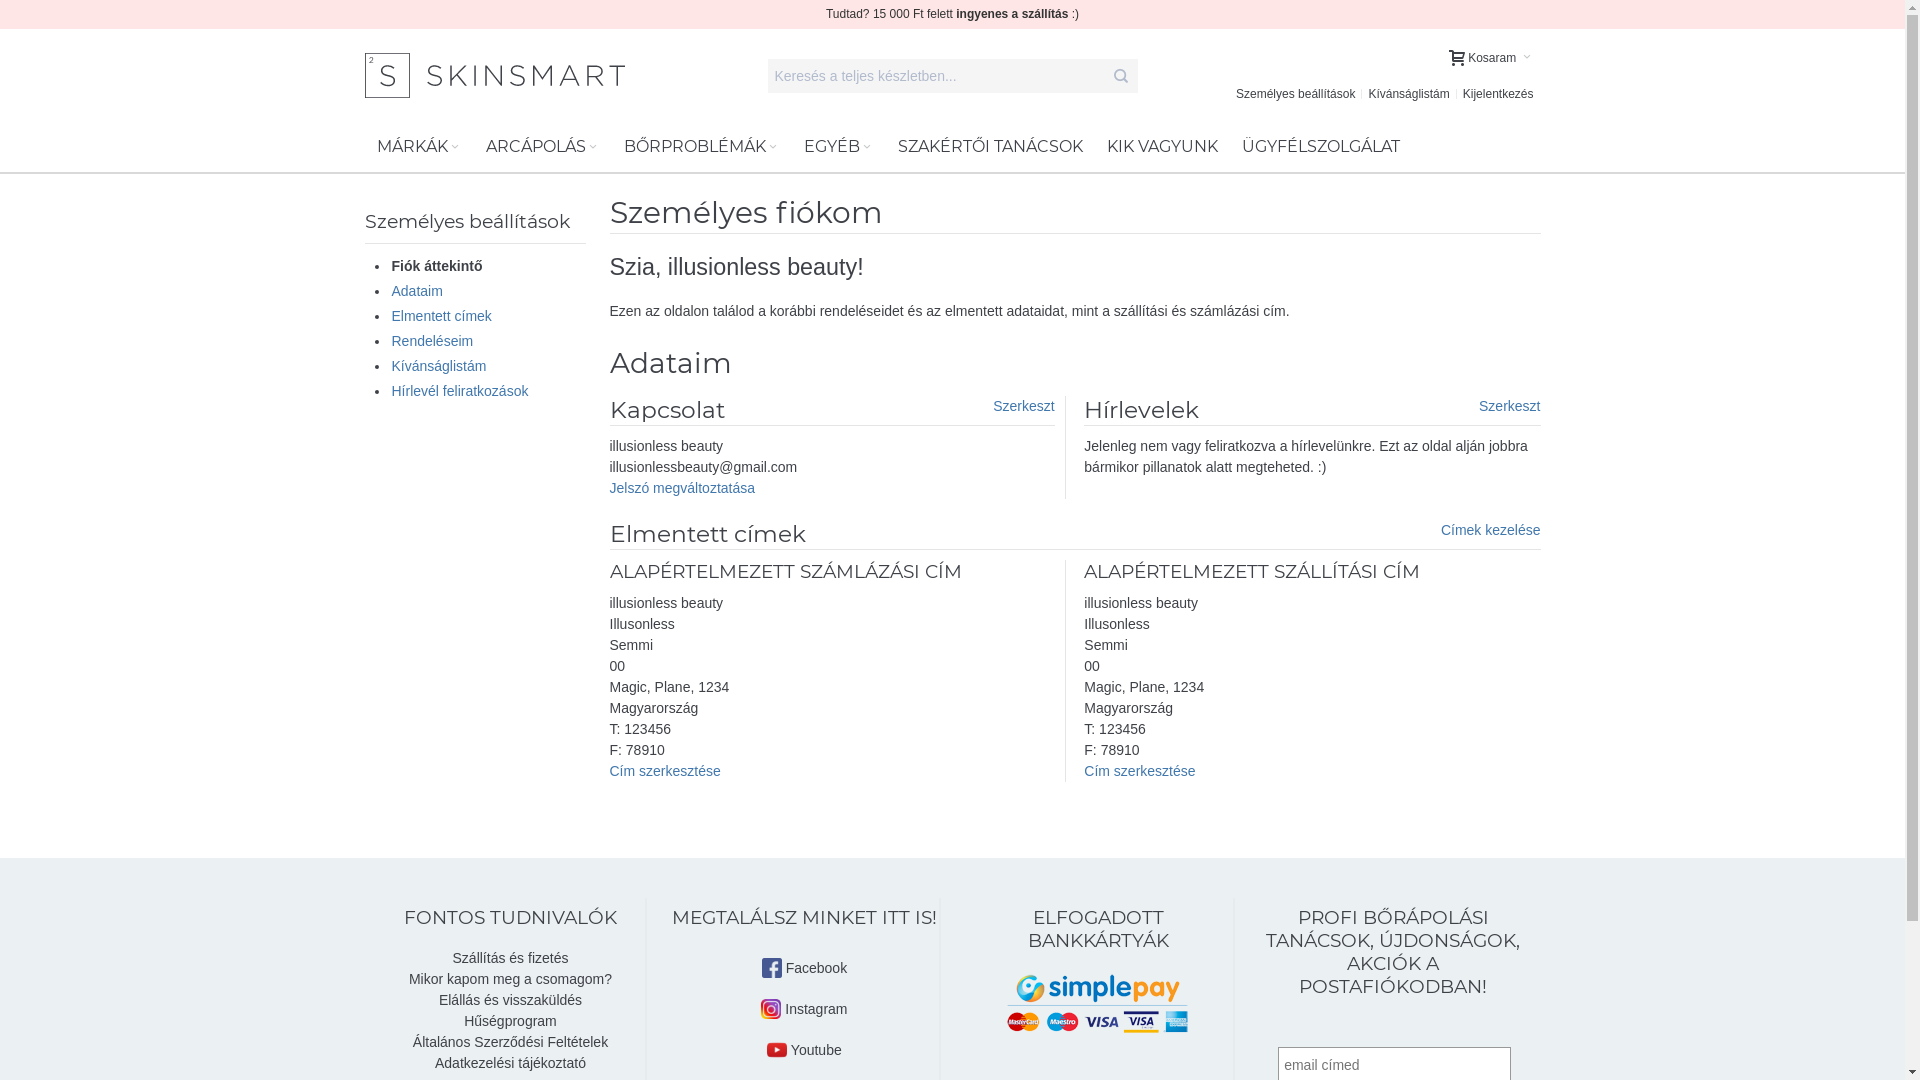 Tudtad? 15 000 Ft felett ingyenes a szállítás :)
2 S SKINSMART
Keresés a teljes készletben...
Kosaram
Személyes beállítások
Kívánságlistám
Kijelentkezés
MÁRKÁK
ARCÁPOLÁS
BŐRPROBLÉMÁK
EGYÉB
SZAKÉRTŐI TANÁCSOK
KIK VAGYUNK
ÜGYFÉLSZOLGÁLAT
Személyes beállítások
Fiók áttekintő
Adataim
Elmentett címek
Rendeléseim
Kívánságlistám
Hírlevél feliratkozások
Személyes fiókom
Szia, illusionless beauty!
Ezen az oldalon találod a korábbi rendeléseidet és az elmentett adataidat, mint a szállítási és számlázási cím.
Adataim
Kapcsolat
Szerkeszt
illusionless beauty
illusionlessbeauty@gmail.com
Jelszó megváltoztatása
Hírlevelek
Szerkeszt
Jelenleg nem vagy feliratkozva a hírlevelünkre. Ezt az oldal alján jobbra
bármikor pillanatok alatt megteheted. :)
Elmentett címek
Címek kezelése
ALAPÉRTELMEZETT SZÁMLÁZÁSI CÍM
illusionless beauty
Illusonless
Semmi
00
Magic, Plane, 1234
Magyarország
T: 123456
F: 78910
Cím szerkesztése
ALAPÉRTELMEZETT SZÁLLÍTÁSI CÍM
illusionless beauty
Illusonless
Semmi
00
Magic, Plane, 1234
Magyarország
T: 123456
F: 78910
Cím szerkesztése
FONTOS TUDNIVALÓK
Szállítás és fizetés
Mikor kapom meg a csomagom?
Elállás és visszaküldés
Hűségprogram
Általános Szerződési Feltételek
Adatkezelési tájékoztató
MEGTALÁLSZ MINKET ITT IS!
Facebook
Instagram
Youtube
ELFOGADOTT
BANKKÁRTYÁK
simplepay
MasterCard Maestro VISA VISA
PROFI BŐRÁPOLÁSI
TANÁCSOK, ÚJDONSÁGOK,
AKCIÓK A
POSTAFIÓKODBAN!
email címed